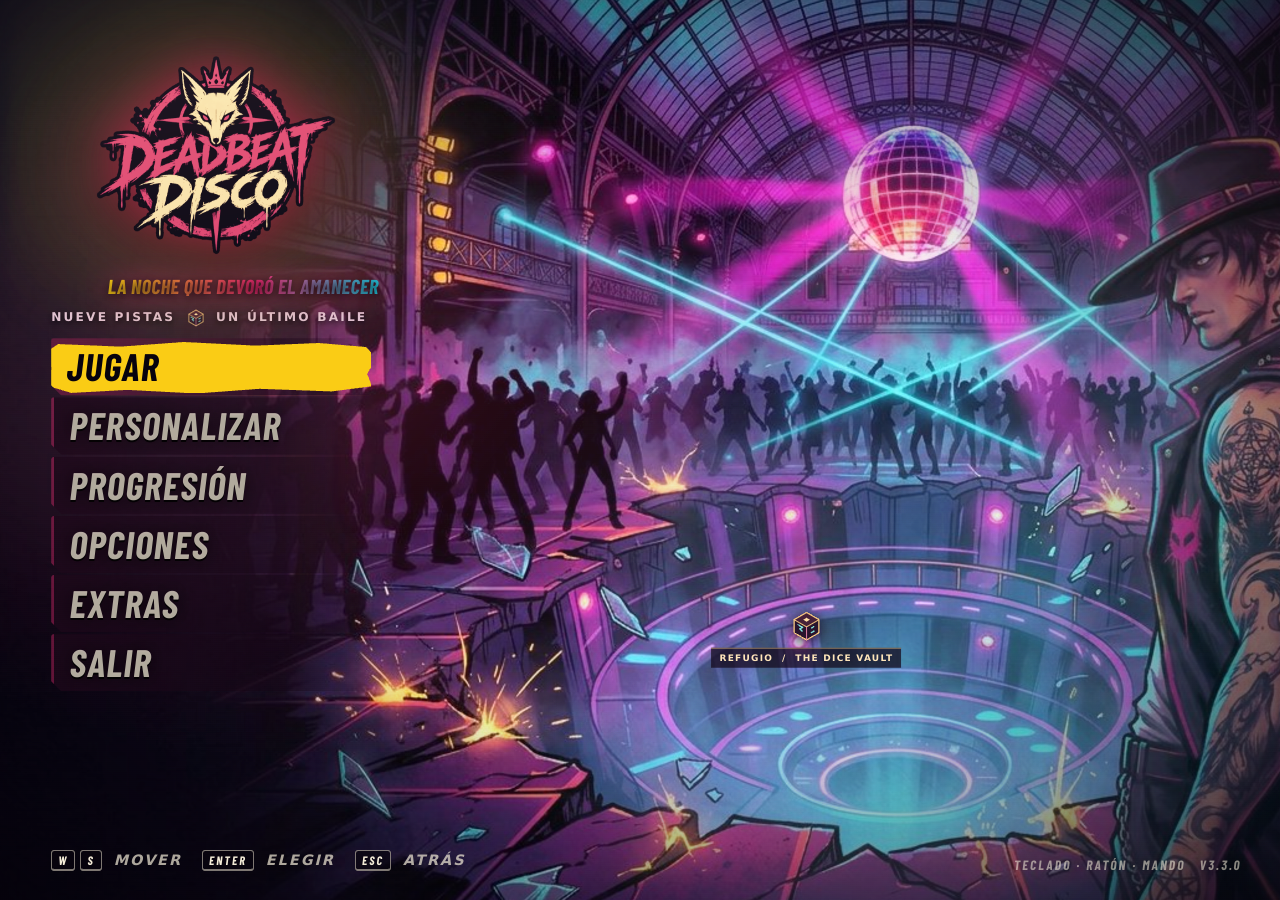 DEADBEAT
DISCO
LA NOCHE QUE DEVORÓ EL AMANECER
NUEVE PISTAS UN ÚLTIMO BAILE
JUGAR
PERSONALIZAR
PROGRESIÓN
OPCIONES
EXTRAS
SALIR
REFUGIO / THE DICE VAULT
W S MOVER ENTER ELEGIR ESC ATRÁS
TECLADO · RATÓN · MANDO V3.3.0